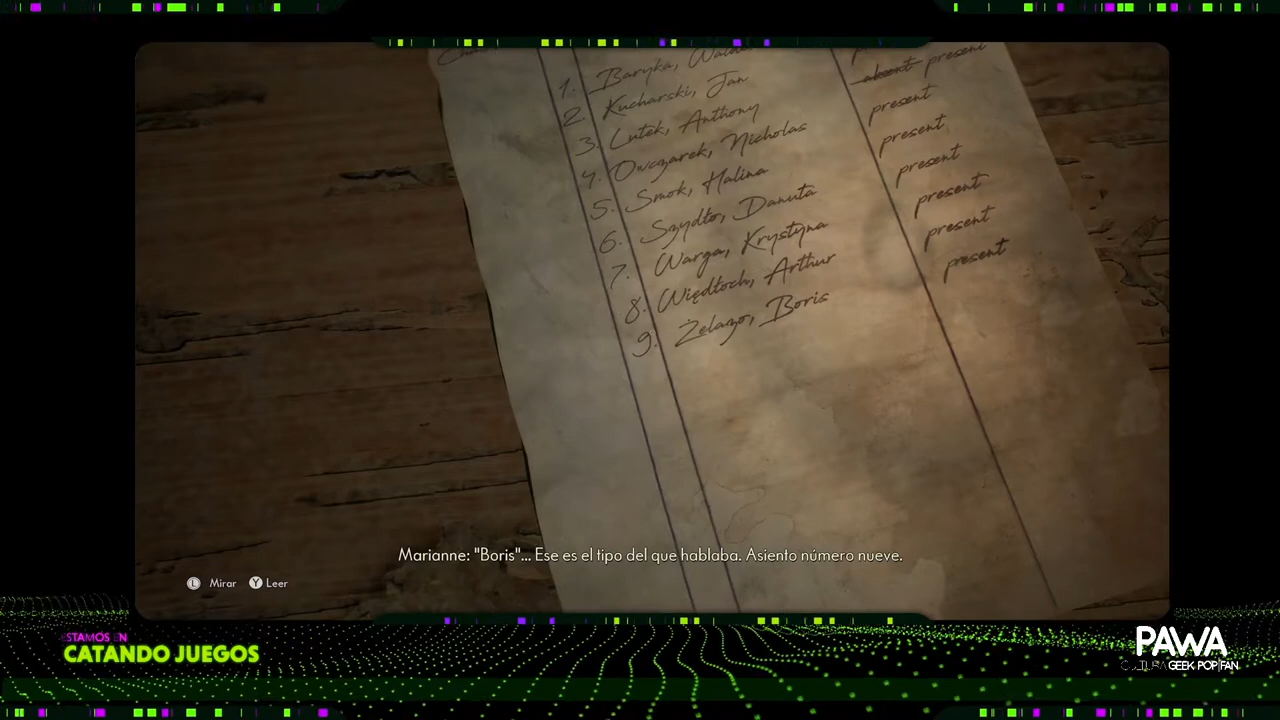 1. Baryka,
absent present
2. Kucharski, Jan present
3. Lutek, Anthony present
4. Owczarek, Nicholas present
5. Smok, Halina present
6. Szydło, Danuta present
7. Warga, Krystyna present
8. Więdłoch, Arthur
9. Żelazo, Boris
Marianne: "Boris"... Ese es el tipo del que hablaba. Asiento número nueve.
L Mirar Y Leer
ESTAMOS EN
CATANDO JUEGOS
PAWA
CULTURA GEEK POP FAN